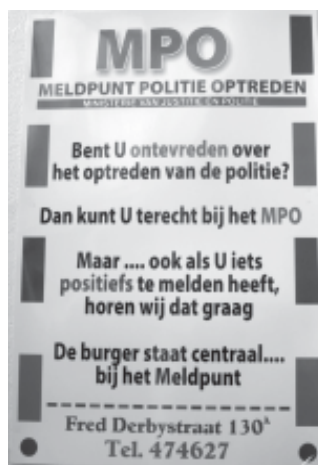 MPO
MELDPUNT POLITIE OPTREDEN
MINISTERIE VAN JUSTITIE EN POLITIE
Bent U ontevreden over
het optreden van de politie?
Dan kunt U terecht bij het MPO
Maar .... ook als U iets
positiefs te melden heeft,
horen wij dat graag
De burger staat centraal....
bij het Meldpunt
Fred Derbystraat 130ᴬ
Tel. 474627